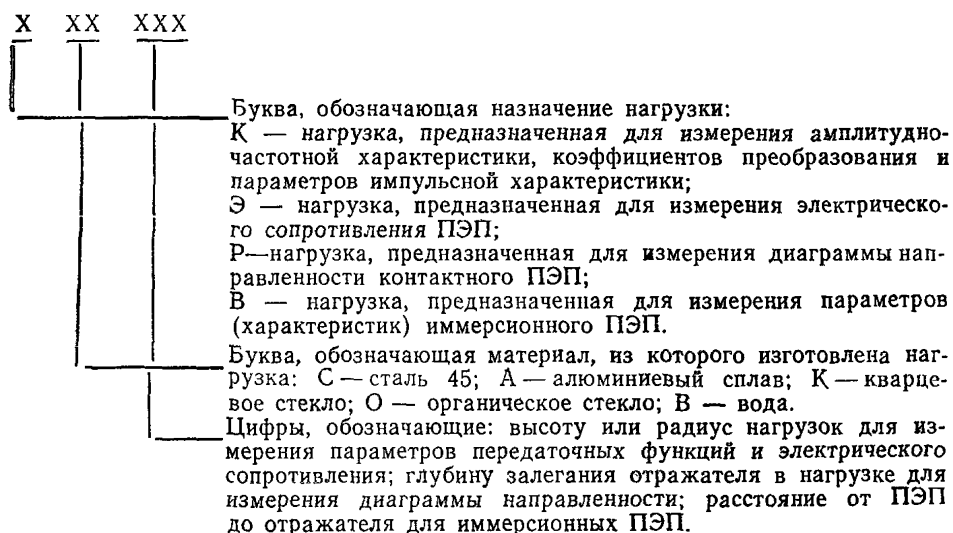 X XX XXX
Буква, обозначающая назначение нагрузки:
К — нагрузка, предназначенная для измерения амплитудно-
частотной характеристики, коэффициентов преобразования и
параметров импульсной характеристики;
Э — нагрузка, предназначенная для измерения электрическо-
го сопротивления ПЭП;
Р—нагрузка, предназначенная для измерения диаграммы нап-
равленности контактного ПЭП;
В — нагрузка, предназначенная для измерения параметров
(характеристик) иммерсионного ПЭП.
Буква, обозначающая материал, из которого изготовлена наг-
рузка: С — сталь 45; А — алюминиевый сплав; К — кварце-
вое стекло; О — органическое стекло; В — вода.
Цифры, обозначающие: высоту или радиус нагрузок для из-
мерения параметров передаточных функций и электрического
сопротивления; глубину залегания отражателя в нагрузке для
измерения диаграммы направленности; расстояние от ПЭП
до отражателя для иммерсионных ПЭП.